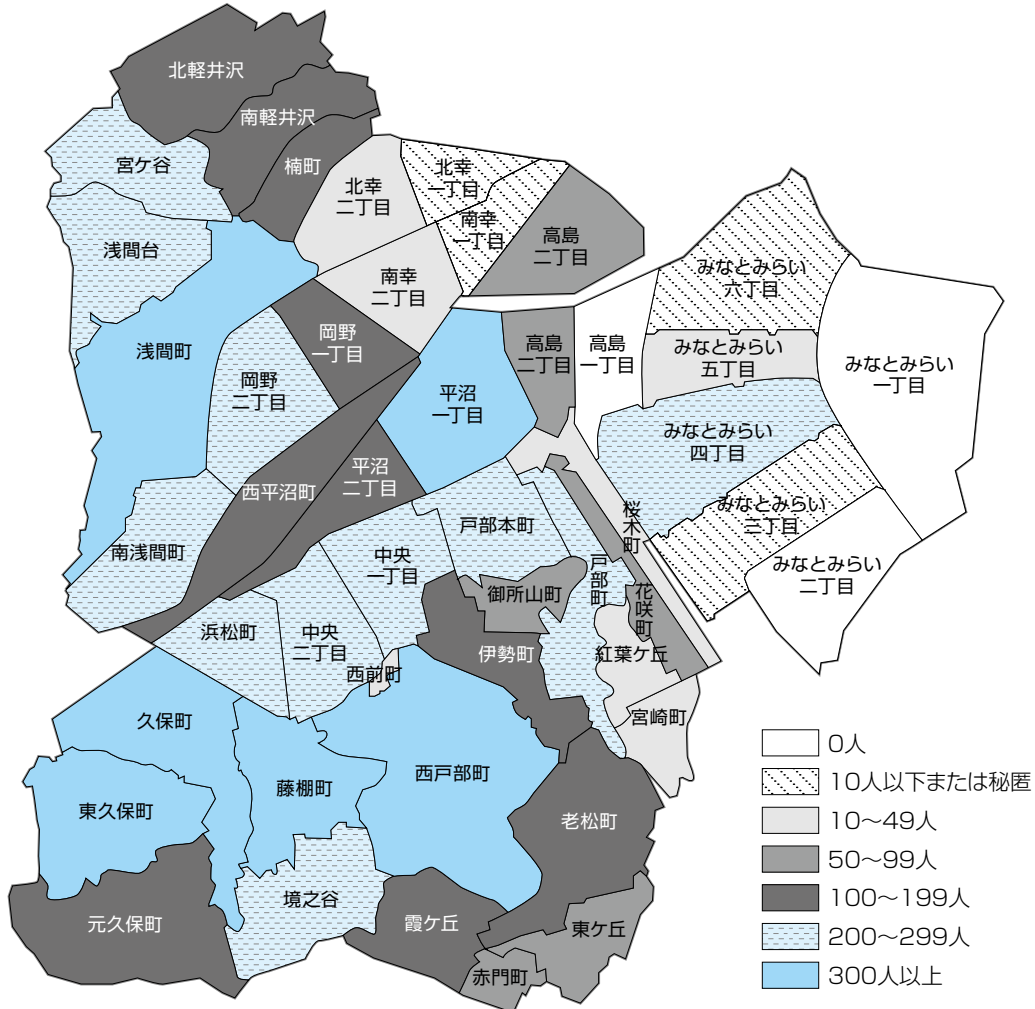 北軽井沢
南軽井沢
楠町
宮ケ谷
北幸
二丁目
北幸
一丁目
南幸
一丁目
高島
二丁目
浅間台
南幸
二丁目
みなとみらい
六丁目
浅間町
岡野
一丁目
高島
二丁目
高島
一丁目
みなとみらい
五丁目
みなとみらい
一丁目
岡野
二丁目
平沼
一丁目
みなとみらい
四丁目
西平沼町
平沼
二丁目
桜木町
みなとみらい
三丁目
南浅間町
戸部本町
中央
一丁目
戸部町
みなとみらい
二丁目
御所山町
花咲町
浜松町
中央
二丁目
西前町
伊勢町
紅葉ケ丘
宮崎町
久保町
東久保町
藤棚町
西戸部町
老松町
境之谷
元久保町
霞ケ丘
東ケ丘
赤門町
0人
10人以下または秘匿
10〜49人
50〜99人
100〜199人
200〜299人
300人以上